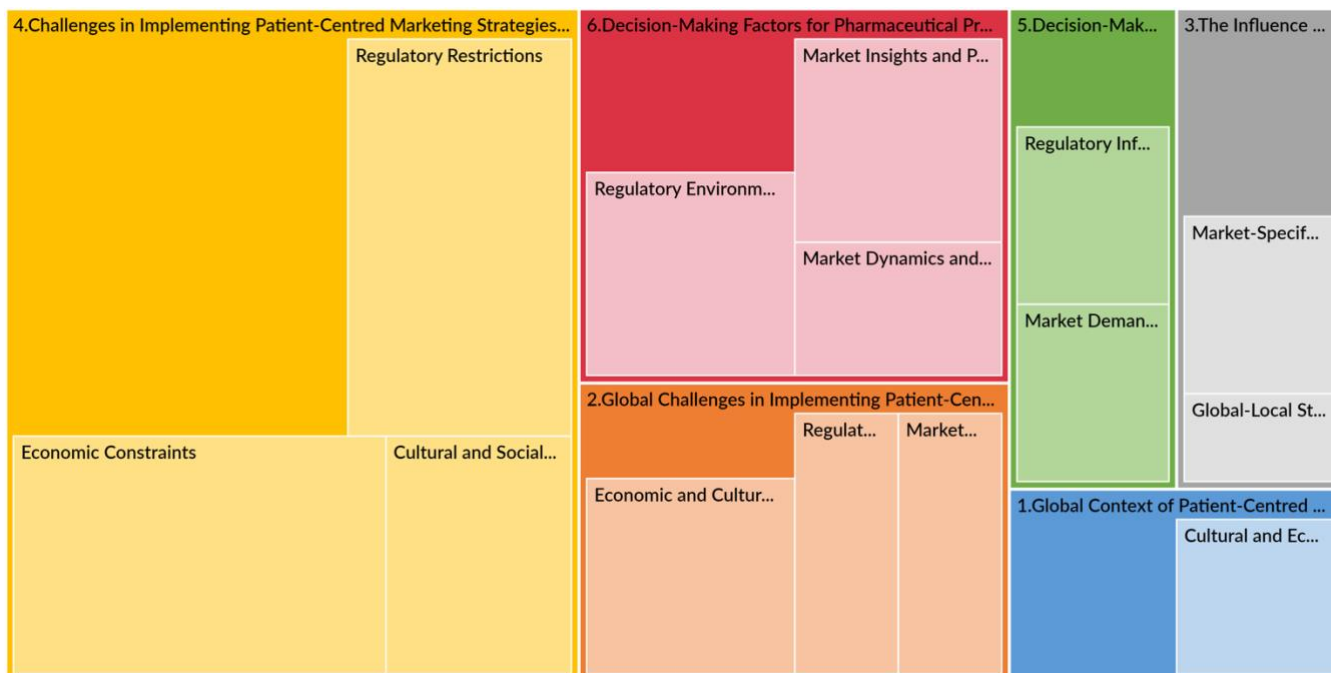 4.Challenges in Implementing Patient-Centred Marketing Strategies...
Regulatory Restrictions
Economic Constraints
Cultural and Social...
6.Decision-Making Factors for Pharmaceutical Pr...
Market Insights and P...
Regulatory Environm...
Market Dynamics and...
2.Global Challenges in Implementing Patient-Cen...
Regulat...
Market...
Economic and Cultur...
5.Decision-Mak...
Regulatory Inf...
Market Deman...
3.The Influence ...
Market-Specif...
Global-Local St...
1.Global Context of Patient-Centred ...
Cultural and Ec...